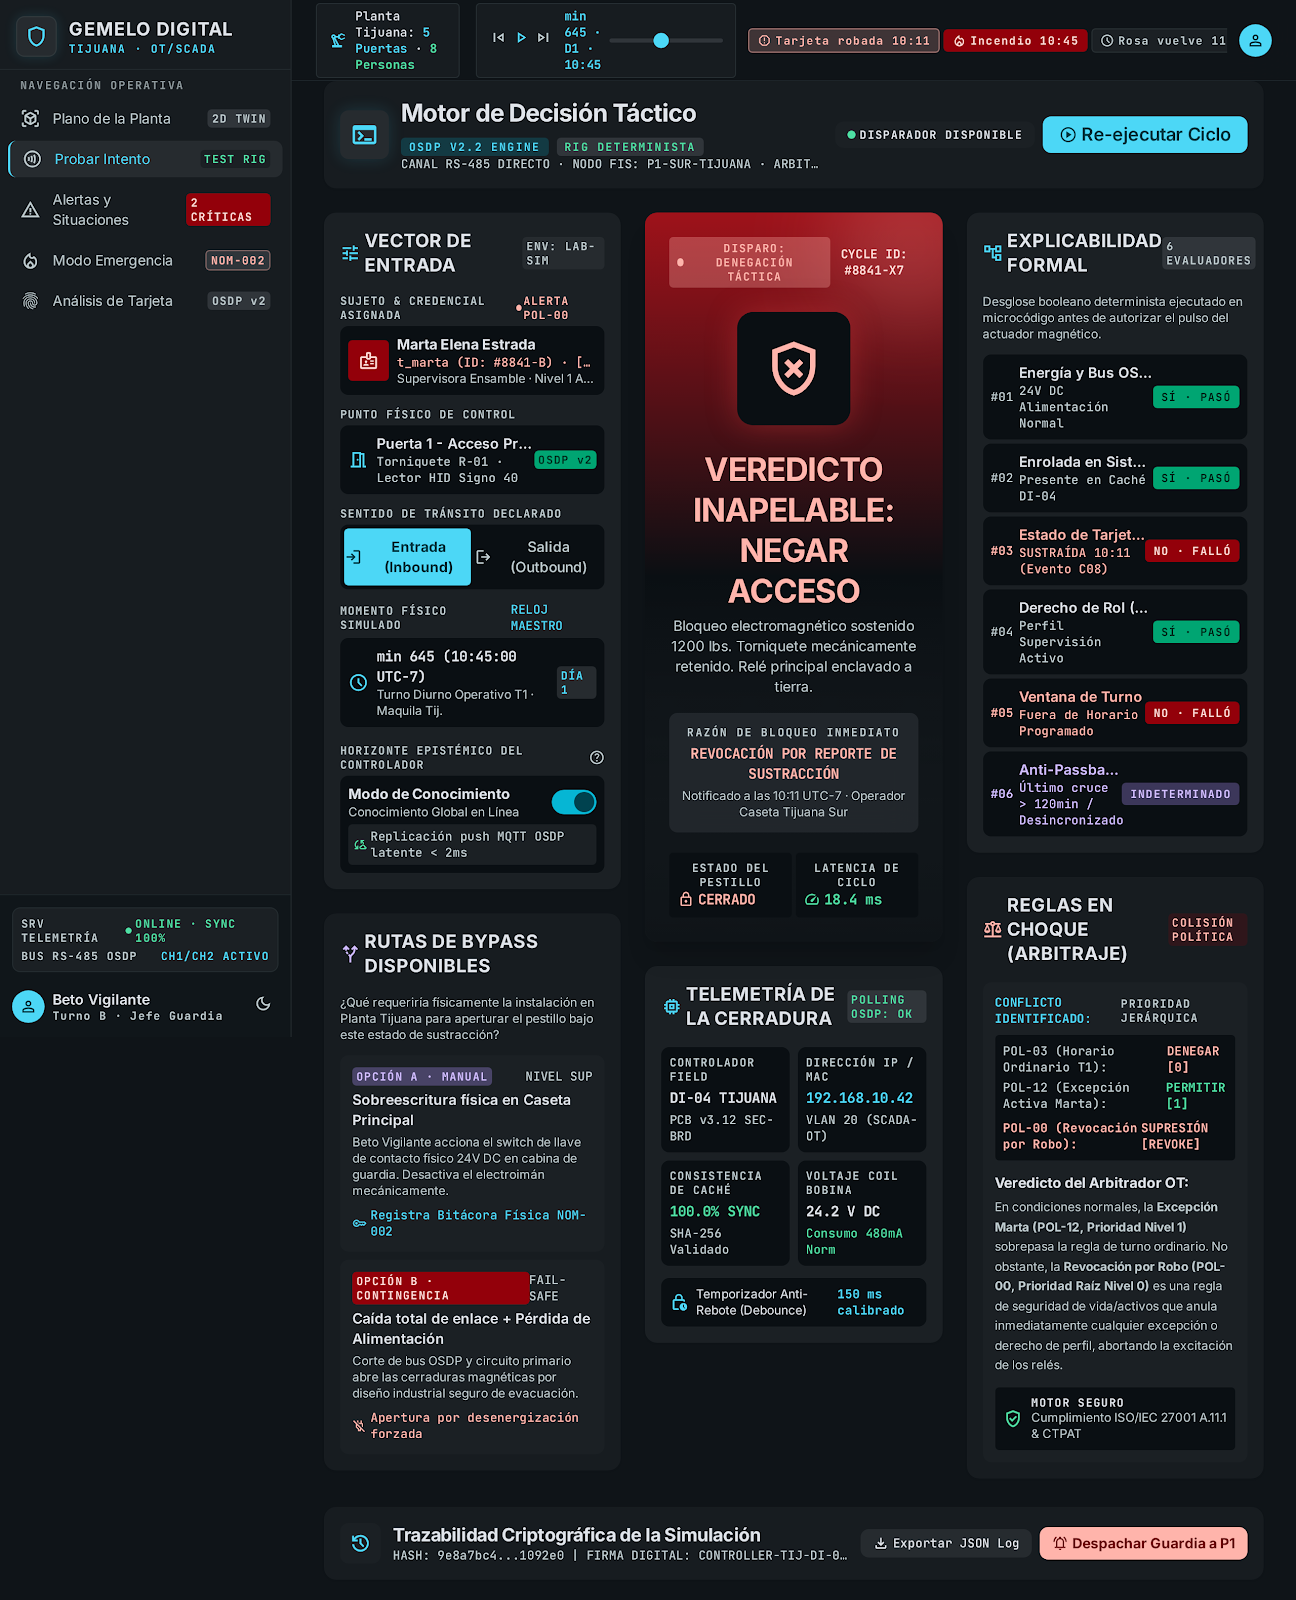 GEMELO DIGITAL
TIJUANA · OT/SCADA
NAVEGACIÓN OPERATIVA
Plano de la Planta
2D TWIN
Probar Intento
TEST RIG
Alertas y
Situaciones
2
CRÍTICAS
Modo Emergencia
NOM-002
Análisis de Tarjeta
OSDP v2
SRV
TELEMETRÍA
ONLINE · SYNC
100%
BUS RS-485 OSDP
CH1/CH2 ACTIVO
Beto Vigilante
Turno B · Jefe Guardia
Planta
Tijuana: 5
Puertas · 8
Personas
min
645 ·
D1 ·
10:45
Tarjeta robada 10:11
Incendio 10:45
Rosa vuelve 11
Motor de Decisión Táctico
OSDP V2.2 ENGINE
RIG DETERMINISTA
CANAL RS-485 DIRECTO · NODO FIS: P1-SUR-TIJUANA · ARBIT…
DISPARADOR DISPONIBLE
Re-ejecutar Ciclo
VECTOR DE
ENTRADA
ENV: LAB-
SIM
SUJETO & CREDENCIAL
ASIGNADA
ALERTA
POL-00
Marta Elena Estrada
t_marta (ID: #8841-B) · […
Supervisora Ensamble · Nivel 1 A…
PUNTO FÍSICO DE CONTROL
Puerta 1 - Acceso Pr…
Torniquete R-01 ·
Lector HID Signo 40
OSDP v2
SENTIDO DE TRÁNSITO DECLARADO
Entrada
(Inbound)
Salida
(Outbound)
MOMENTO FÍSICO
SIMULADO
RELOJ
MAESTRO
min 645 (10:45:00
UTC-7)
Turno Diurno Operativo T1 ·
Maquila Tij.
DÍA
1
HORIZONTE EPISTÉMICO DEL
CONTROLADOR
Modo de Conocimiento
Conocimiento Global en Línea
Replicación push MQTT OSDP
latente < 2ms
RUTAS DE BYPASS
DISPONIBLES
¿Qué requeriría físicamente la instalación en
Planta Tijuana para aperturar el pestillo bajo
este estado de sustracción?
OPCIÓN A · MANUAL
NIVEL SUP
Sobreescritura física en Caseta
Principal
Beto Vigilante acciona el switch de llave
de contacto físico 24V DC en cabina de
guardia. Desactiva el electroimán
mecánicamente.
Registra Bitácora Física NOM-
002
OPCIÓN B ·
CONTINGENCIA
FAIL-
SAFE
Caída total de enlace + Pérdida de
Alimentación
Corte de bus OSDP y circuito primario
abre las cerraduras magnéticas por
diseño industrial seguro de evacuación.
Apertura por desenergización
forzada
DISPARO:
DENEGACIÓN
TÁCTICA
CYCLE ID:
#8841-X7
VEREDICTO
INAPELABLE:
NEGAR
ACCESO
Bloqueo electromagnético sostenido
1200 lbs. Torniquete mecánicamente
retenido. Relé principal enclavado a
tierra.
RAZÓN DE BLOQUEO INMEDIATO
REVOCACIÓN POR REPORTE DE
SUSTRACCIÓN
Notificado a las 10:11 UTC-7 · Operador
Caseta Tijuana Sur
ESTADO DEL
PESTILLO
CERRADO
LATENCIA DE
CICLO
18.4 ms
TELEMETRÍA DE
LA CERRADURA
POLLING
OSDP: OK
CONTROLADOR
FIELD
DI-04 TIJUANA
PCB v3.12 SEC-
BRD
DIRECCIÓN IP /
MAC
192.168.10.42
VLAN 20 (SCADA-
OT)
CONSISTENCIA
DE CACHÉ
100.0% SYNC
SHA-256
Validado
VOLTAJE COIL
BOBINA
24.2 V DC
Consumo 480mA
Norm
Temporizador Anti-
Rebote (Debounce)
150 ms
calibrado
EXPLICABILIDAD
FORMAL
6
EVALUADORES
Desglose booleano determinista ejecutado en
microcódigo antes de autorizar el pulso del
actuador magnético.
#01
Energía y Bus OS…
24V DC
Alimentación
Normal
SÍ · PASÓ
#02
Enrolada en Sist…
Presente en Caché
DI-04
SÍ · PASÓ
#03
Estado de Tarjet…
SUSTRAÍDA 10:11
(Evento C08)
NO · FALLÓ
#04
Derecho de Rol (…
Perfil
Supervisión
Activo
SÍ · PASÓ
#05
Ventana de Turno
Fuera de Horario
Programado
NO · FALLÓ
#06
Anti-Passba…
Último cruce
> 120min /
Desincronizado
INDETERMINADO
REGLAS EN
CHOQUE
(ARBITRAJE)
COLISIÓN
POLÍTICA
CONFLICTO
IDENTIFICADO:
PRIORIDAD
JERÁRQUICA
POL-03 (Horario
Ordinario T1):
DENEGAR
[0]
POL-12 (Excepción
Activa Marta):
PERMITIR
[1]
POL-00 (Revocación
por Robo):
SUPRESIÓN
[REVOKE]
Veredicto del Arbitrador OT:
En condiciones normales, la Excepción
Marta (POL-12, Prioridad Nivel 1)
sobrepasa la regla de turno ordinario. No
obstante, la Revocación por Robo (POL-
00, Prioridad Raíz Nivel 0) es una regla
de seguridad de vida/activos que anula
inmediatamente cualquier excepción o
derecho de perfil, abortando la excitación
de los relés.
MOTOR SEGURO
Cumplimiento ISO/IEC 27001 A.11.1
& CTPAT
Trazabilidad Criptográfica de la Simulación
HASH: 9e8a7bc4...1092e0 | FIRMA DIGITAL: CONTROLLER-TIJ-DI-0…
Exportar JSON Log
Despachar Guardia a P1